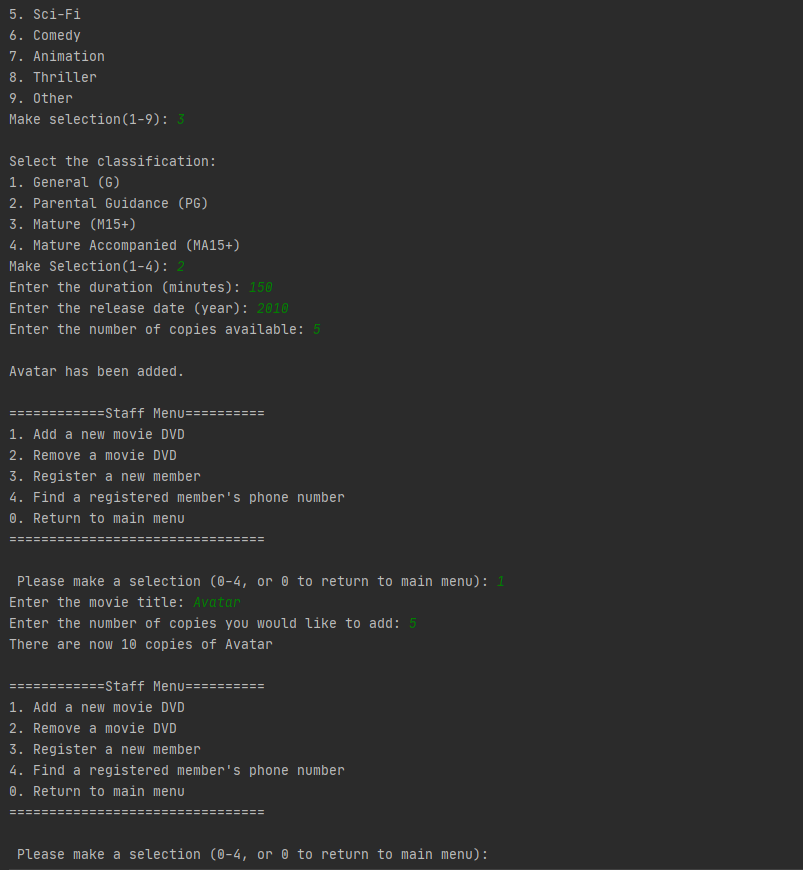 5. Sci-Fi
6. Comedy
7. Animation
8. Thriller
9. Other
Make selection(1-9): 3
Select the classification:
1. General (G)
2. Parental Guidance (PG)
3. Mature (M15+)
4. Mature Accompanied (MA15+)
Make Selection(1-4): 2
Enter the duration (minutes): 150
Enter the release date (year): 2010
Enter the number of copies available: 5
Avatar has been added.
============Staff Menu==========
1. Add a new movie DVD
2. Remove a movie DVD
3. Register a new member
4. Find a registered member's phone number
0. Return to main menu
================================
Please make a selection (0-4, or 0 to return to main menu): 1
Enter the movie title: Avatar
Enter the number of copies you would like to add: 5
There are now 10 copies of Avatar
============Staff Menu==========
1. Add a new movie DVD
2. Remove a movie DVD
3. Register a new member
4. Find a registered member's phone number
0. Return to main menu
================================
Please make a selection (0-4, or 0 to return to main menu):